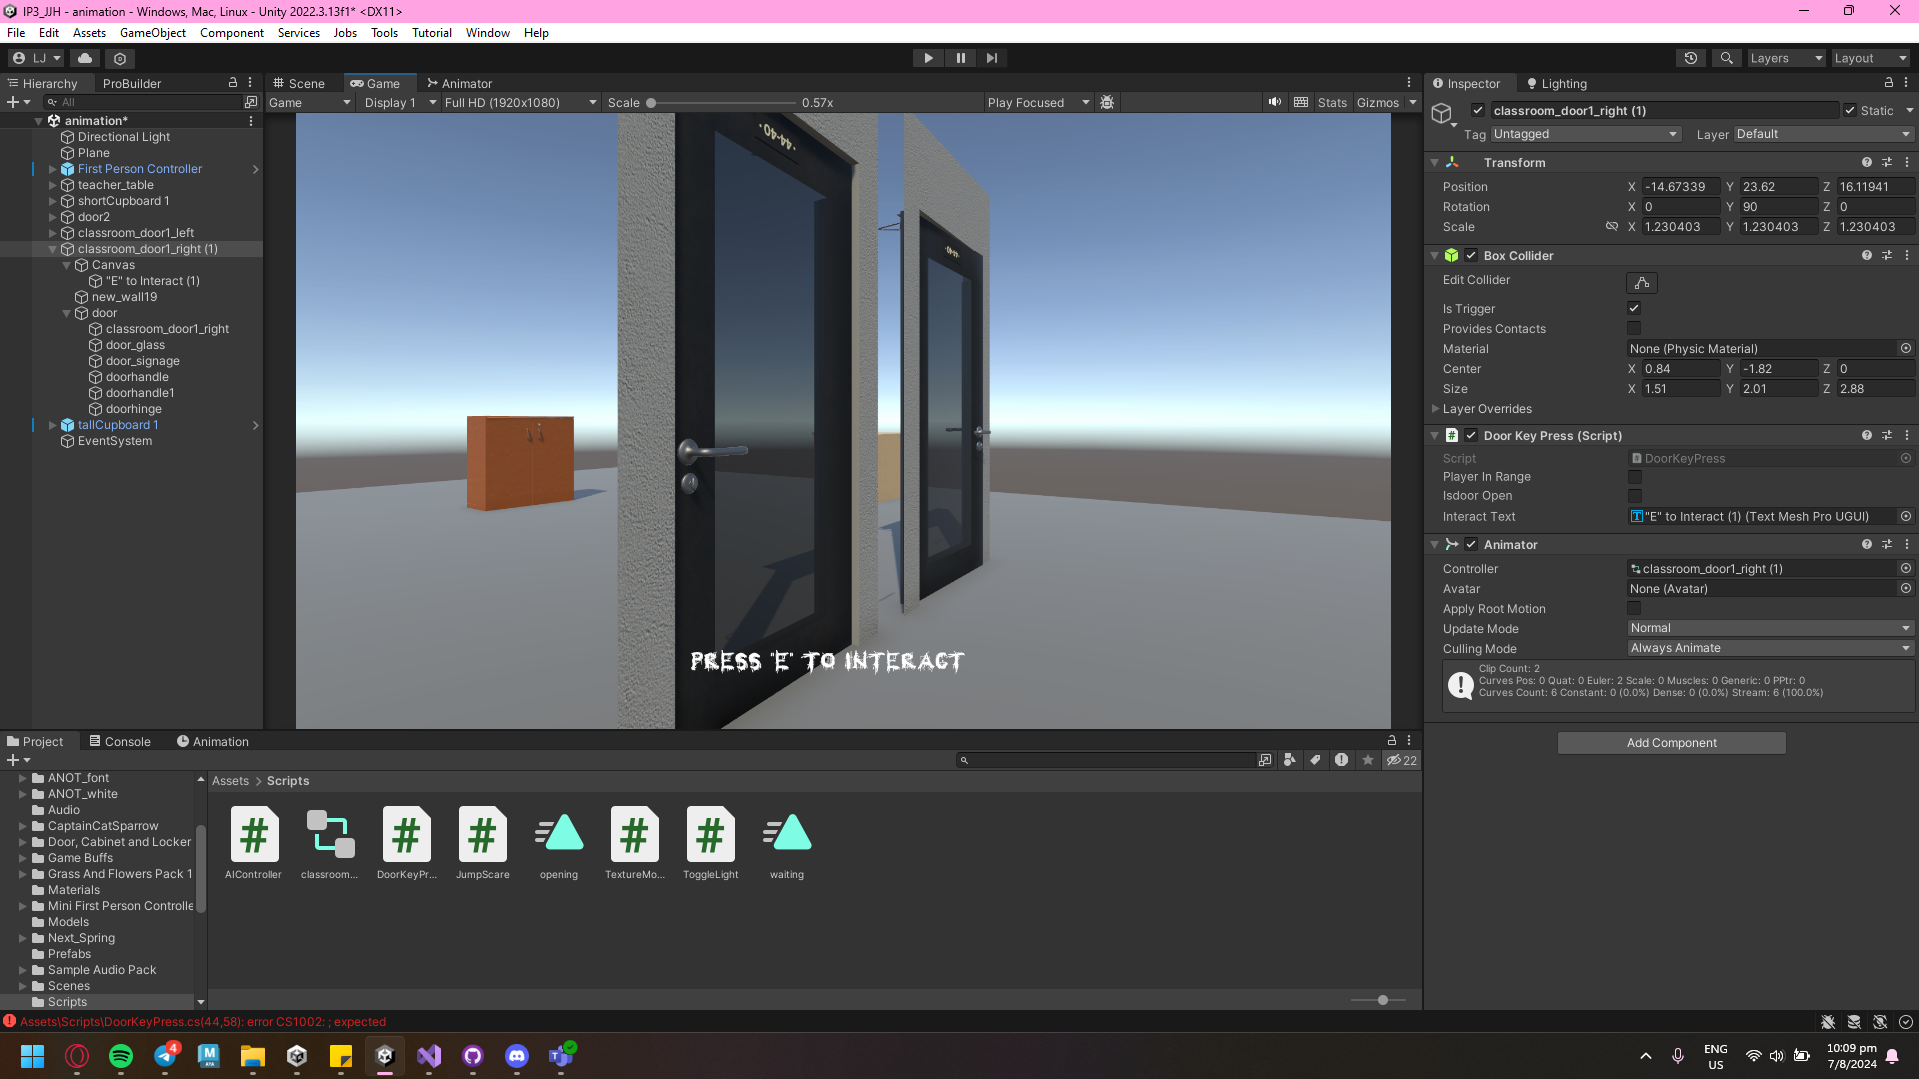 IP3_JJH - animation - Windows, Mac, Linux - Unity 2022.3.13f1* <DX11>
File Edit Assets GameObject Component Services Jobs Tools Tutorial Window Help
LJ
Layers Layout
Hierarchy ProBuilder
All
animation*
Directional Light
Plane
First Person Controller
teacher_table
shortCupboard 1
door2
classroom_door1_left
classroom_door1_right (1)
Canvas
"E" to Interact (1)
new_wall19
door
classroom_door1_right
door_glass
door_signage
doorhandle
doorhandle1
doorhinge
tallCupboard 1
EventSystem
Scene Game Animator
Game Display 1 Full HD (1920x1080) Scale 0.57x Play Focused Stats Gizmos
PRESS "E" TO INTERACT
Inspector Lighting
classroom_door1_right (1) Static
Tag Untagged Layer Default
Transform
Position X -14.67339 Y 23.62 Z 16.11941
Rotation X 0 Y 90 Z 0
Scale X 1.230403 Y 1.230403 Z 1.230403
Box Collider
Edit Collider
Is Trigger
Provides Contacts
Material None (Physic Material)
Center X 0.84 Y -1.82 Z 0
Size X 1.51 Y 2.01 Z 2.88
Layer Overrides
# Door Key Press (Script)
Script # DoorKeyPress
Player In Range
Isdoor Open
Interact Text T "E" to Interact (1) (Text Mesh Pro UGUI)
Animator
Controller classroom_door1_right (1)
Avatar None (Avatar)
Apply Root Motion
Update Mode Normal
Culling Mode Always Animate
Clip Count: 2
Curves Pos: 0 Quat: 0 Euler: 2 Scale: 0 Muscles: 0 Generic: 0 PPtr: 0
Curves Count: 6 Constant: 0 (0.0%) Dense: 0 (0.0%) Stream: 6 (100.0%)
Add Component
Project Console Animation
22
ANOT_font
ANOT_white
Audio
CaptainCatSparrow
Door, Cabinet and Locker
Game Buffs
Grass And Flowers Pack 1
Materials
Mini First Person Controlle
Models
Next_Spring
Prefabs
Sample Audio Pack
Scenes
Scripts
Assets > Scripts
# # # # #
AIController classroom... DoorKeyPr... JumpScare opening TextureMo... ToggleLight waiting
Assets\Scripts\DoorKeyPress.cs(44,58): error CS1002: ; expected
4
M
ENG
US
10:09 pm
7/8/2024